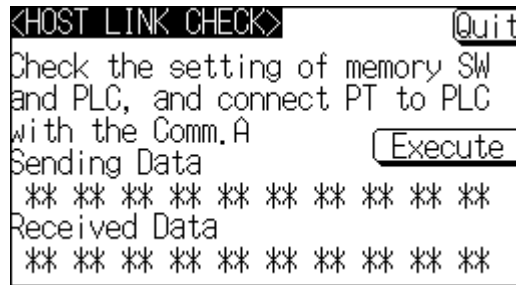 <HOST LINK CHECK>
Quit
Check the setting of memory SW
and PLC, and connect PT to PLC
with the Comm.A
Execute
Sending Data
** ** ** ** ** ** ** ** ** **
Received Data
** ** ** ** ** ** ** ** ** **